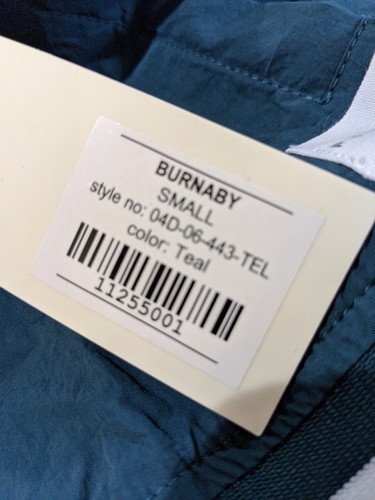 BURNABY
SMALL
style no: 04D-06-443-TEL
color: Teal
11255001